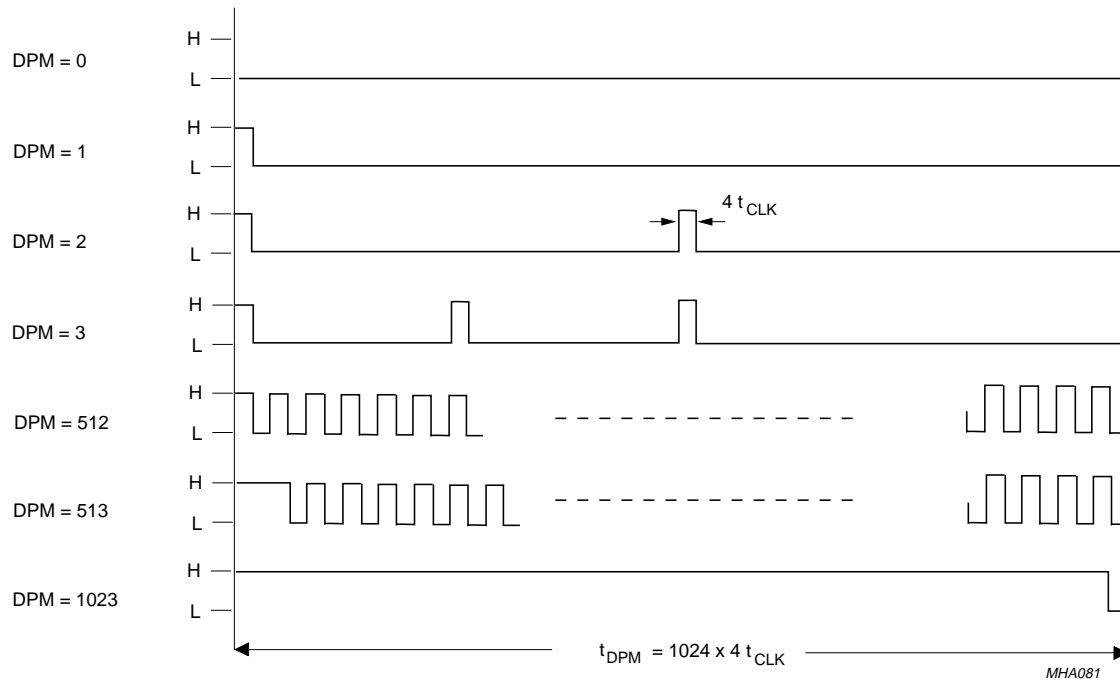 H
DPM = 0
L
H
DPM = 1
L
4 tCLK
H
DPM = 2
L
H
DPM = 3
L
H
DPM = 512
L
H
DPM = 513
L
H
DPM = 1023
L
tDPM = 1024 x 4 tCLK
MHA081